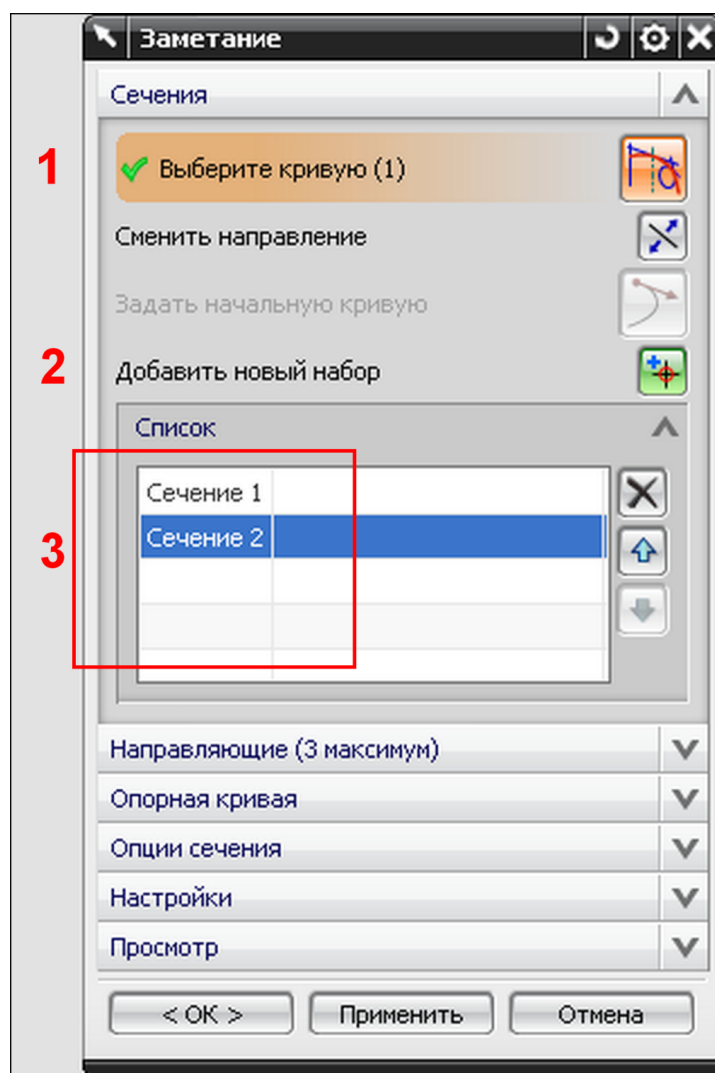 Заметание
Сечения
1
Выберите кривую (1)
Сменить направление
Задать начальную кривую
2
Добавить новый набор
Список
Сечение 1
3
Сечение 2
Направляющие (3 максимум)
Опорная кривая
Опции сечения
Настройки
Просмотр
< OK > Применить Отмена